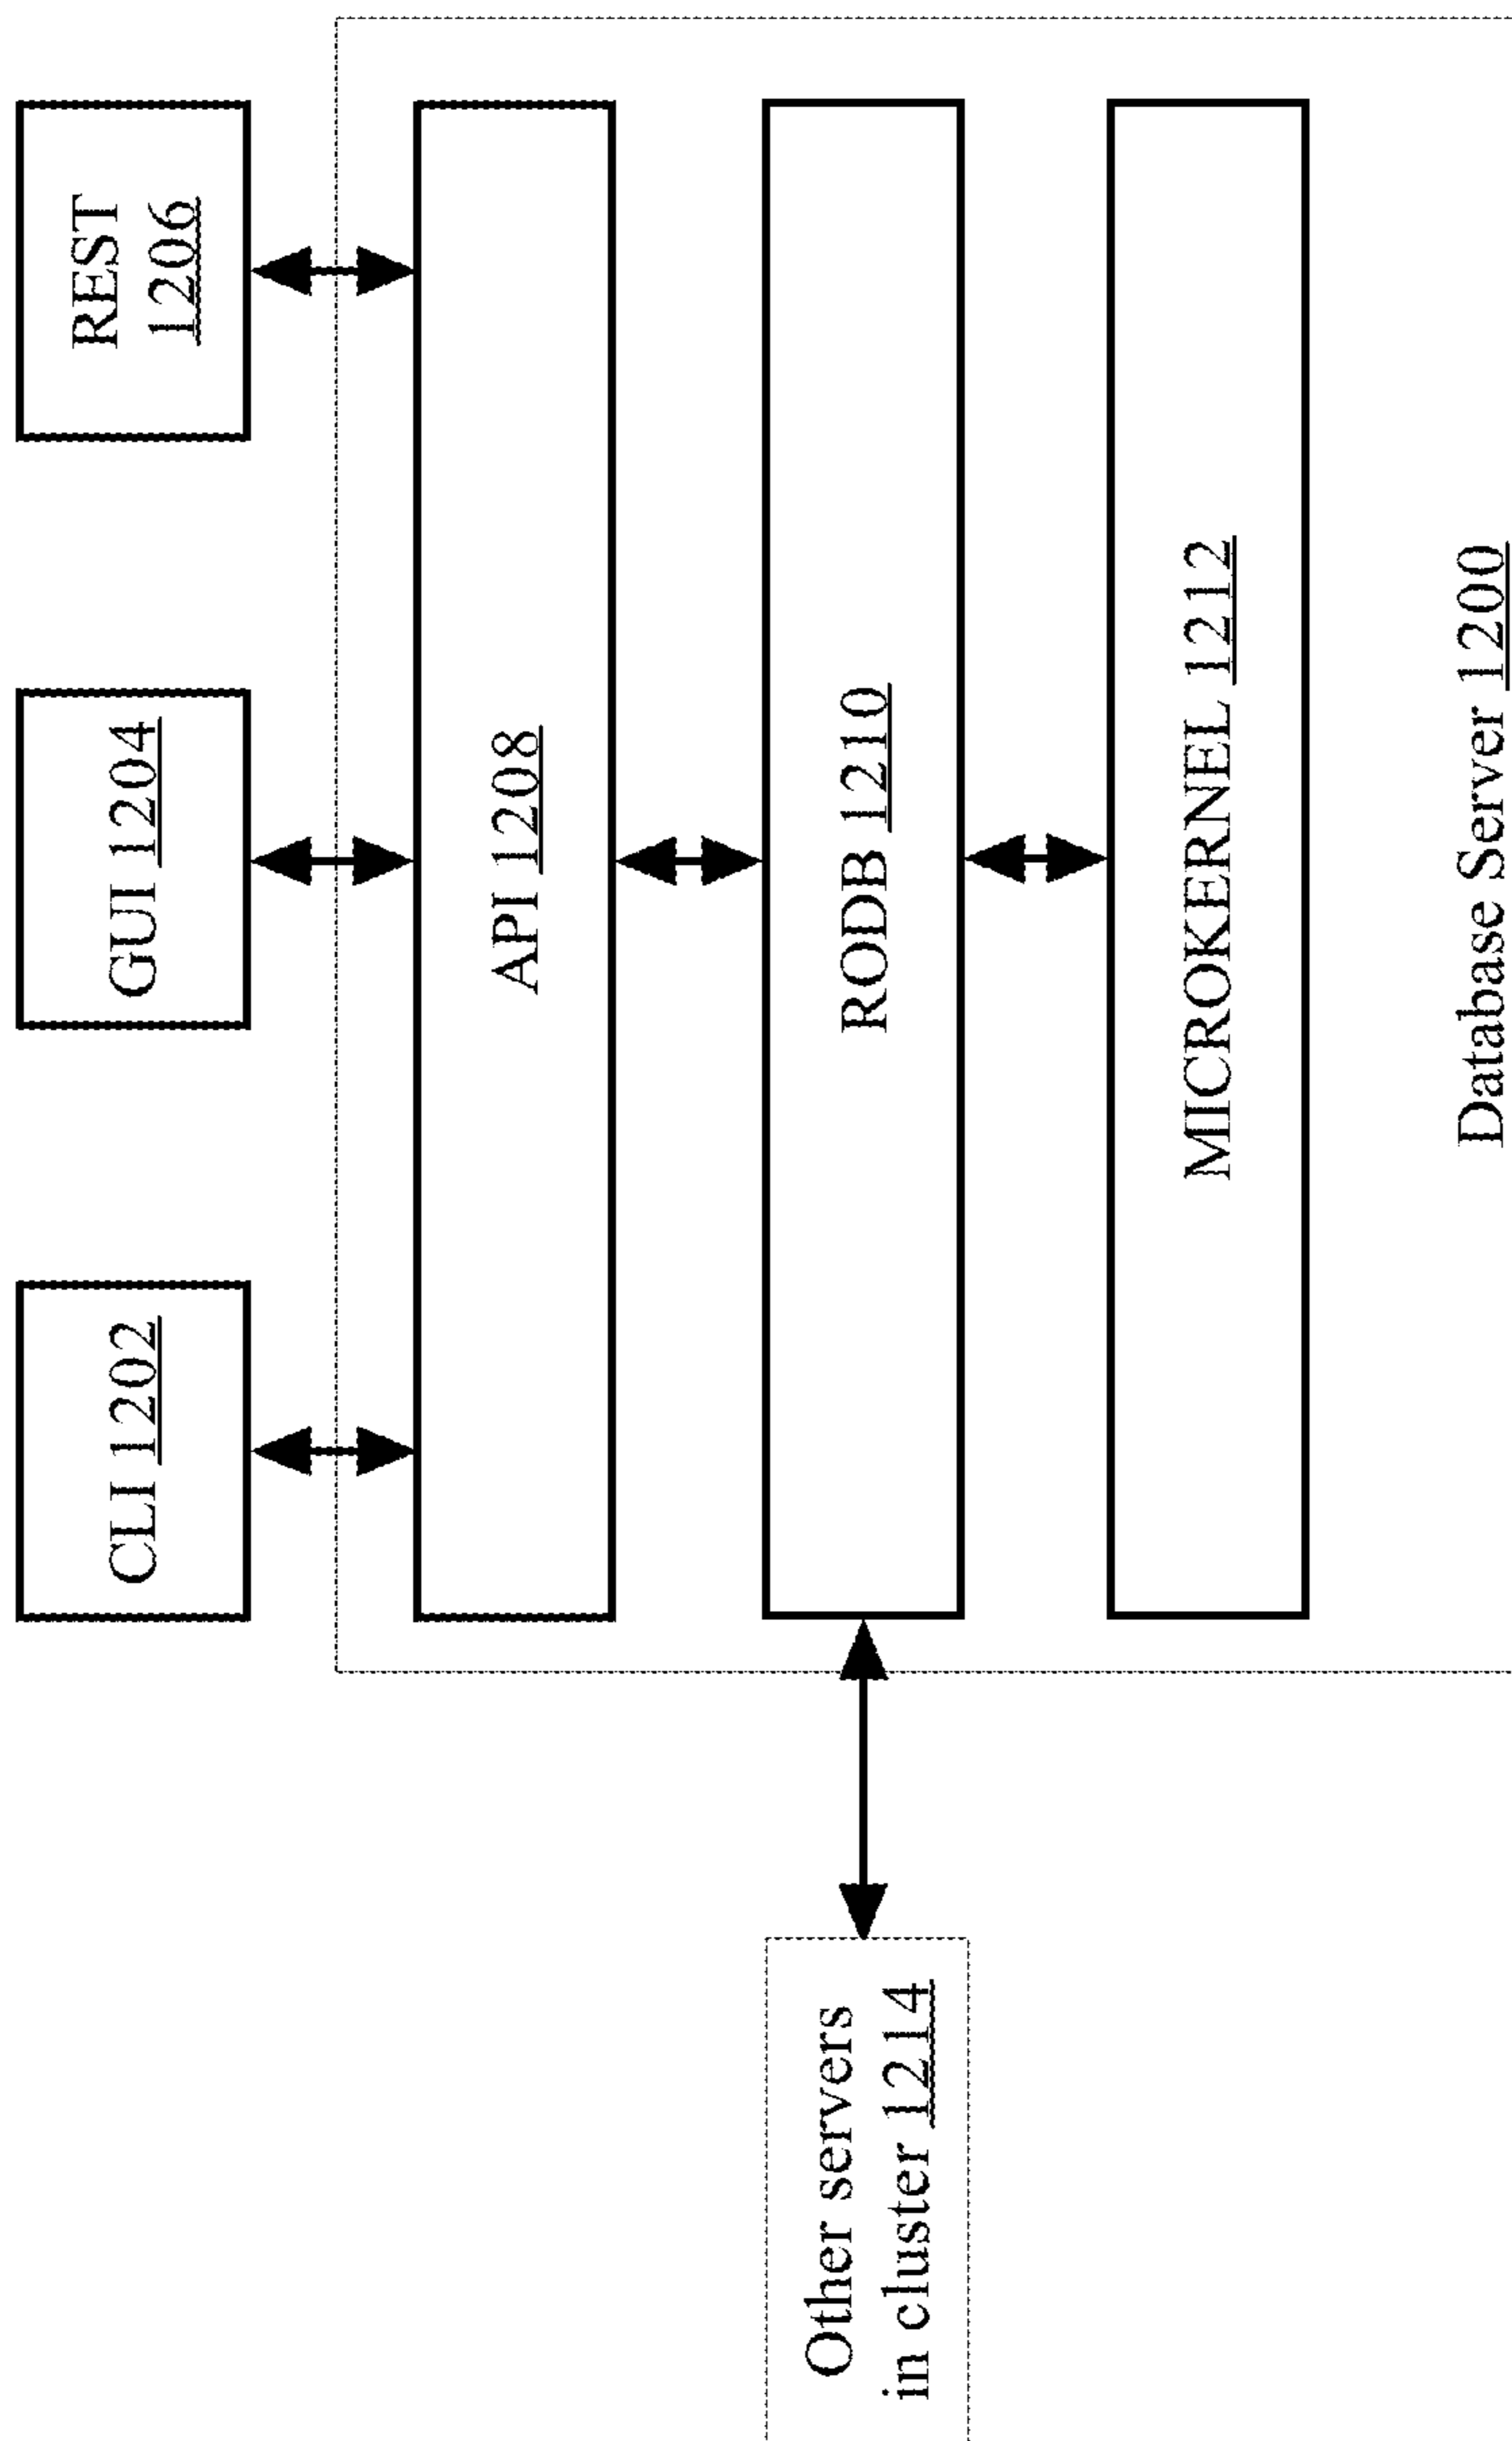 CLI 1202
GUI 1204
REST
1206
API 1208
Other servers
in cluster 1214
RODB 1210
MICROKERNEL 1212
Database Server 1200